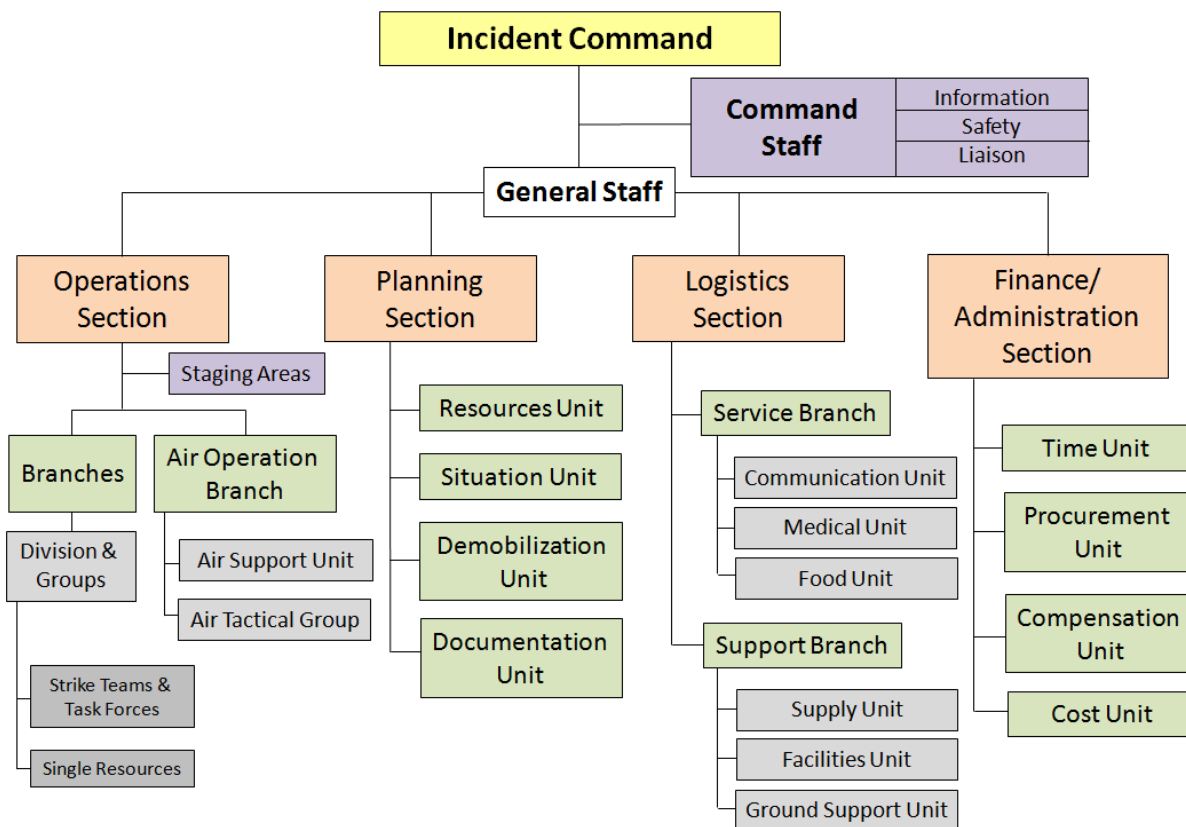 Incident Command
Command
Staff
Information
Safety
Liaison
General Staff
Operations
Section
Staging Areas
Branches
Air Operation
Branch
Division &
Groups
Air Support Unit
Air Tactical Group
Strike Teams &
Task Forces
Single Resources
Planning
Section
Resources Unit
Situation Unit
Demobilization
Unit
Documentation
Unit
Logistics
Section
Service Branch
Communication Unit
Medical Unit
Food Unit
Support Branch
Supply Unit
Facilities Unit
Ground Support Unit
Finance/
Administration
Section
Time Unit
Procurement
Unit
Compensation
Unit
Cost Unit